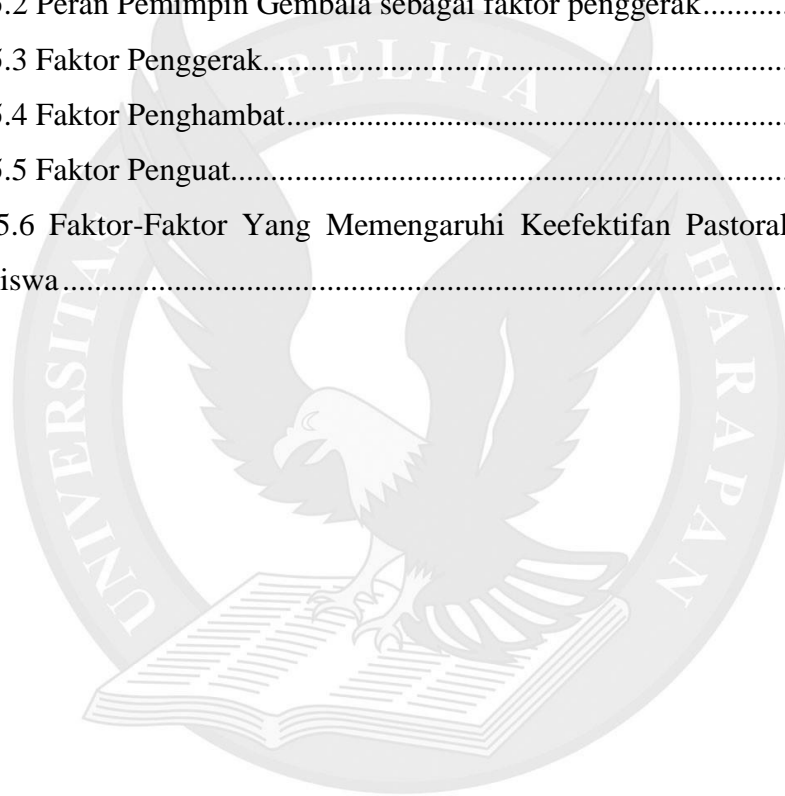 5.2 Peran Pemimpin Gembala sebagai faktor penggerak............
5.3 Faktor Penggerak..................................................................
5.4 Faktor Penghambat...............................................................
5.5 Faktor Penguat......................................................................
5.6 Faktor-Faktor Yang Memengaruhi Keefektifan Pastoral
iswa...........................................................................................
UNIVERSITAS PELITA HARAPAN